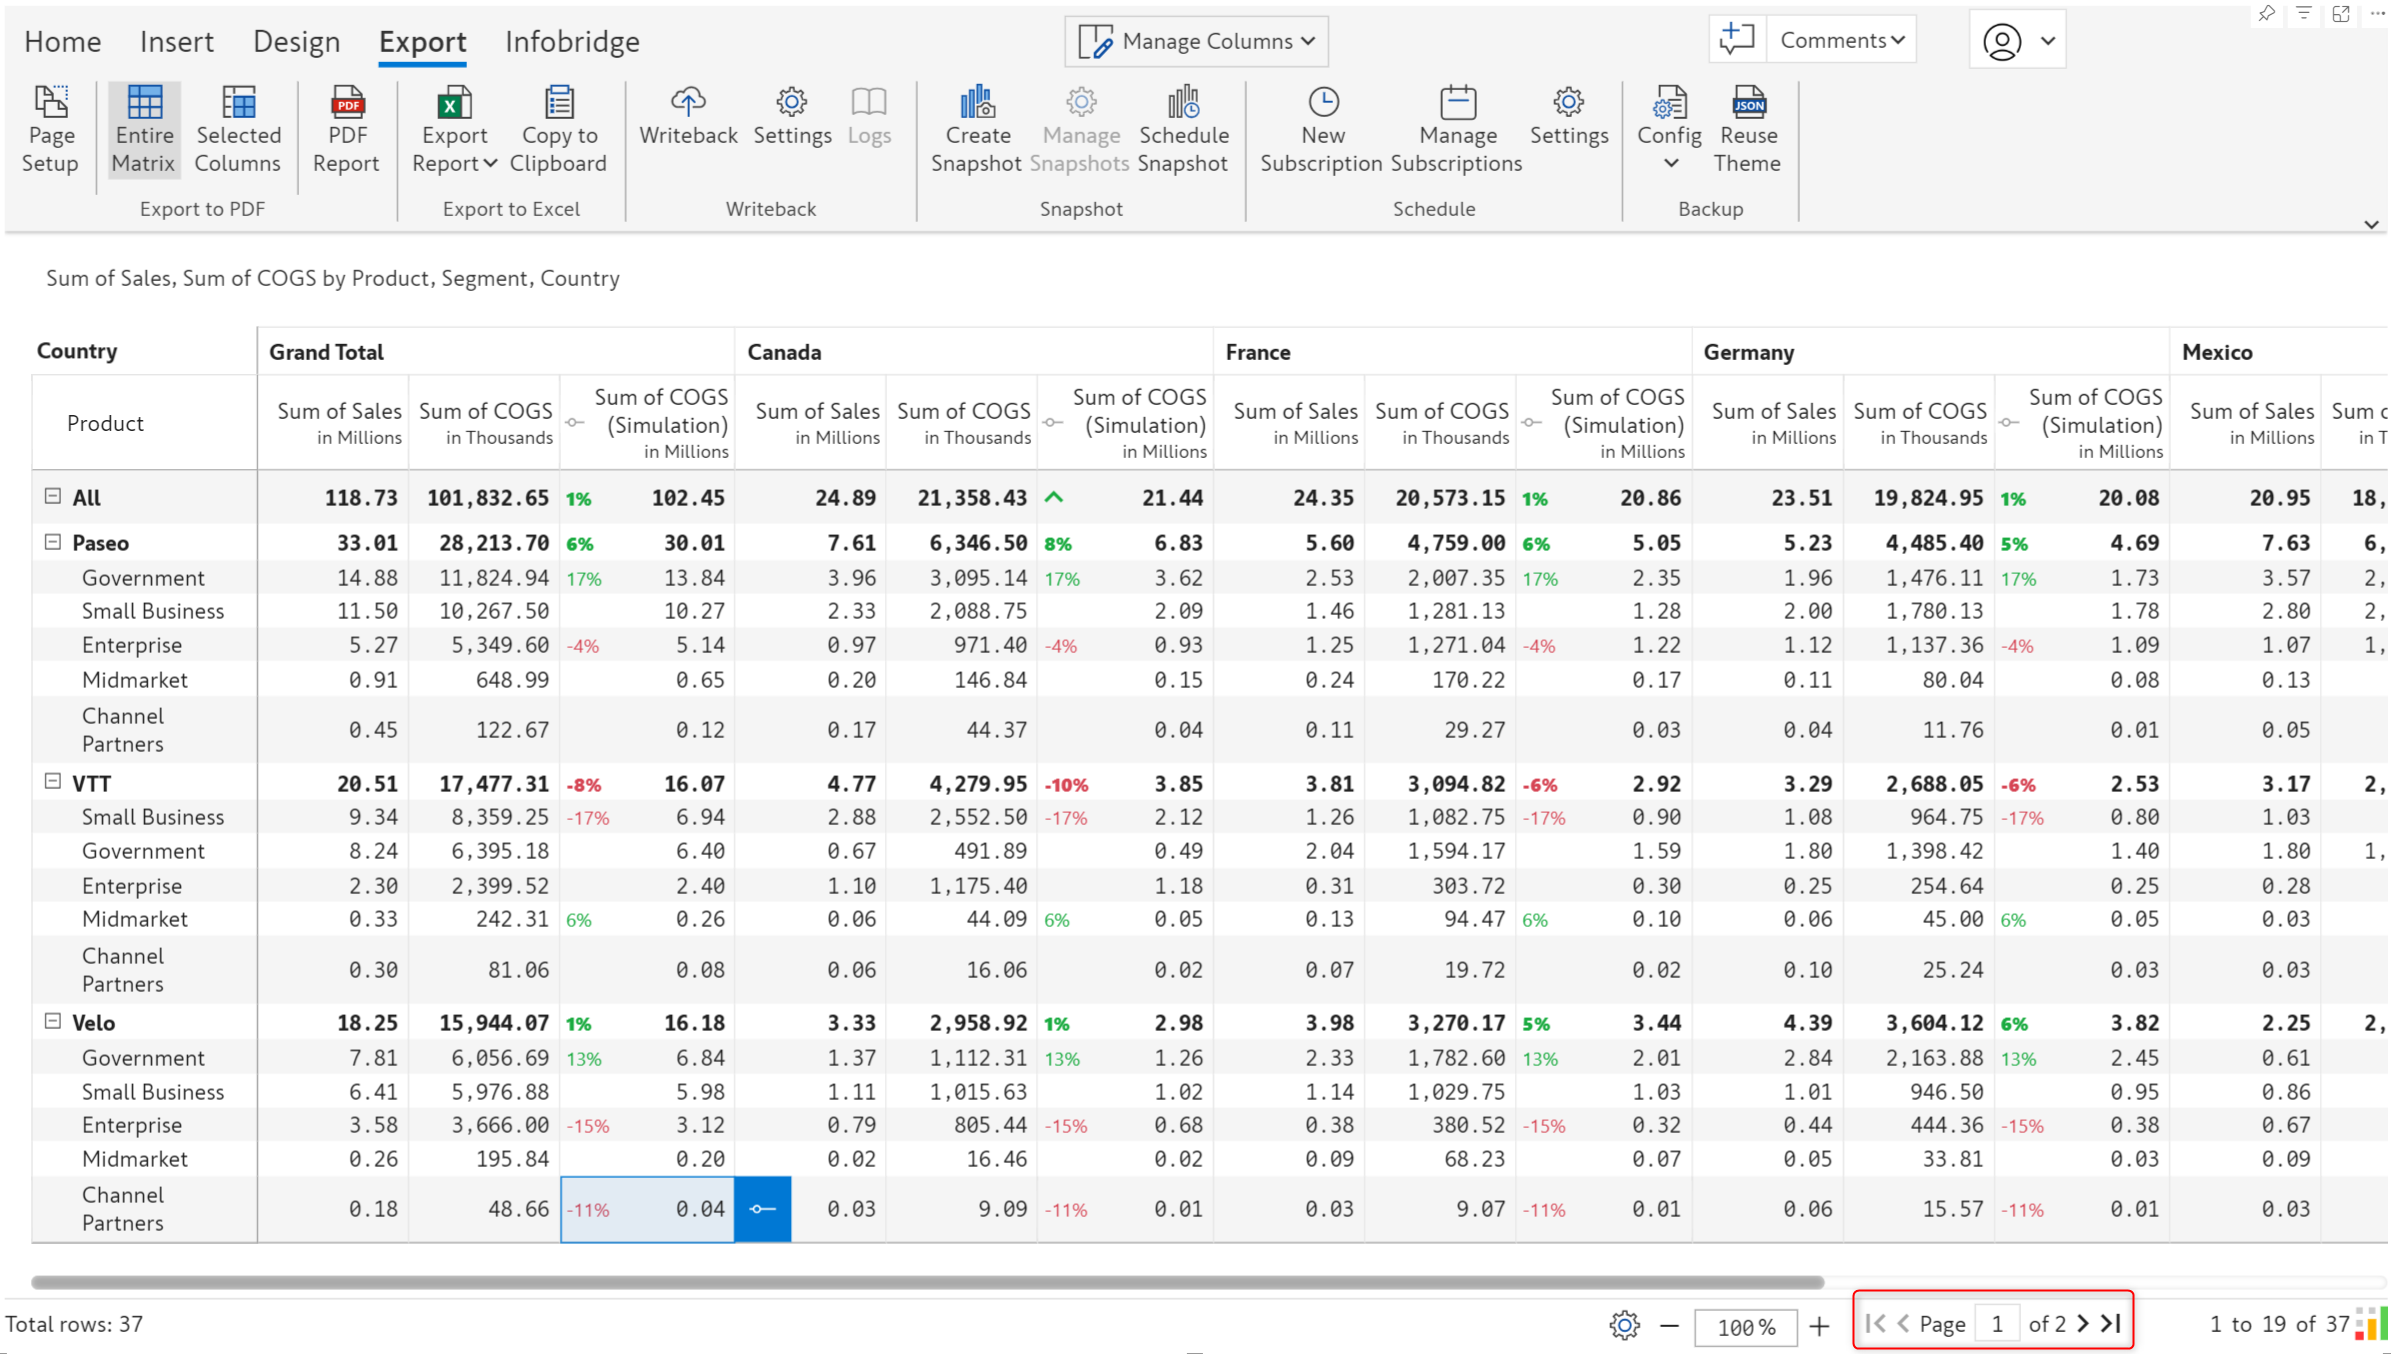 Home Insert Design Export Infobridge Manage Columns Comments
Page Setup Entire Matrix Selected Columns PDF Report Export Report Copy to Clipboard Writeback Settings Logs Create Snapshot Manage Snapshots Schedule Snapshot New Subscription Manage Subscriptions Settings Config Reuse Theme
PDF X JSON
Export to PDF Export to Excel Writeback Snapshot Schedule Backup
Sum of Sales, Sum of COGS by Product, Segment, Country
Country Grand Total Canada France Germany Mexico
Product Sum of Sales in Millions Sum of COGS in Thousands Sum of COGS (Simulation) in Millions Sum of Sales in Millions Sum of COGS in Thousands Sum of COGS (Simulation) in Millions Sum of Sales in Millions Sum of COGS in Thousands Sum of COGS (Simulation) in Millions Sum of Sales in Millions Sum of COGS in Thousands Sum of COGS (Simulation) in Millions Sum of Sales in Millions Sum in T
All 118.73 101,832.65 1% 102.45 24.89 21,358.43 21.44 24.35 20,573.15 1% 20.86 23.51 19,824.95 1% 20.08 20.95 18,
Paseo 33.01 28,213.70 6% 30.01 7.61 6,346.50 8% 6.83 5.60 4,759.00 6% 5.05 5.23 4,485.40 5% 4.69 7.63 6,
Government 14.88 11,824.94 17% 13.84 3.96 3,095.14 17% 3.62 2.53 2,007.35 17% 2.35 1.96 1,476.11 17% 1.73 3.57 2,
Small Business 11.50 10,267.50 10.27 2.33 2,088.75 2.09 1.46 1,281.13 1.28 2.00 1,780.13 1.78 2.80 2,
Enterprise 5.27 5,349.60 -4% 5.14 0.97 971.40 -4% 0.93 1.25 1,271.04 -4% 1.22 1.12 1,137.36 -4% 1.09 1.07 1,
Midmarket 0.91 648.99 0.65 0.20 146.84 0.15 0.24 170.22 0.17 0.11 80.04 0.08 0.13
Channel Partners 0.45 122.67 0.12 0.17 44.37 0.04 0.11 29.27 0.03 0.04 11.76 0.01 0.05
VTT 20.51 17,477.31 -8% 16.07 4.77 4,279.95 -10% 3.85 3.81 3,094.82 -6% 2.92 3.29 2,688.05 -6% 2.53 3.17 2,
Small Business 9.34 8,359.25 -17% 6.94 2.88 2,552.50 -17% 2.12 1.26 1,082.75 -17% 0.90 1.08 964.75 -17% 0.80 1.03
Government 8.24 6,395.18 6.40 0.67 491.89 0.49 2.04 1,594.17 1.59 1.80 1,398.42 1.40 1.80 1,
Enterprise 2.30 2,399.52 2.40 1.10 1,175.40 1.18 0.31 303.72 0.30 0.25 254.64 0.25 0.28
Midmarket 0.33 242.31 6% 0.26 0.06 44.09 6% 0.05 0.13 94.47 6% 0.10 0.06 45.00 6% 0.05 0.03
Channel Partners 0.30 81.06 0.08 0.06 16.06 0.02 0.07 19.72 0.02 0.10 25.24 0.03 0.03
Velo 18.25 15,944.07 1% 16.18 3.33 2,958.92 1% 2.98 3.98 3,270.17 5% 3.44 4.39 3,604.12 6% 3.82 2.25 2,
Government 7.81 6,056.69 13% 6.84 1.37 1,112.31 13% 1.26 2.33 1,782.60 13% 2.01 2.84 2,163.88 13% 2.45 0.61
Small Business 6.41 5,976.88 5.98 1.11 1,015.63 1.02 1.14 1,029.75 1.03 1.01 946.50 0.95 0.86
Enterprise 3.58 3,666.00 -15% 3.12 0.79 805.44 -15% 0.68 0.38 380.52 -15% 0.32 0.44 444.36 -15% 0.38 0.67
Midmarket 0.26 195.84 0.20 0.02 16.46 0.02 0.09 68.23 0.07 0.05 33.81 0.03 0.09
Channel Partners 0.18 48.66 -11% 0.04 0.03 9.09 -11% 0.01 0.03 9.07 -11% 0.01 0.06 15.57 -11% 0.01 0.03
Total rows: 37 100% Page 1 of 2 1 to 19 of 37